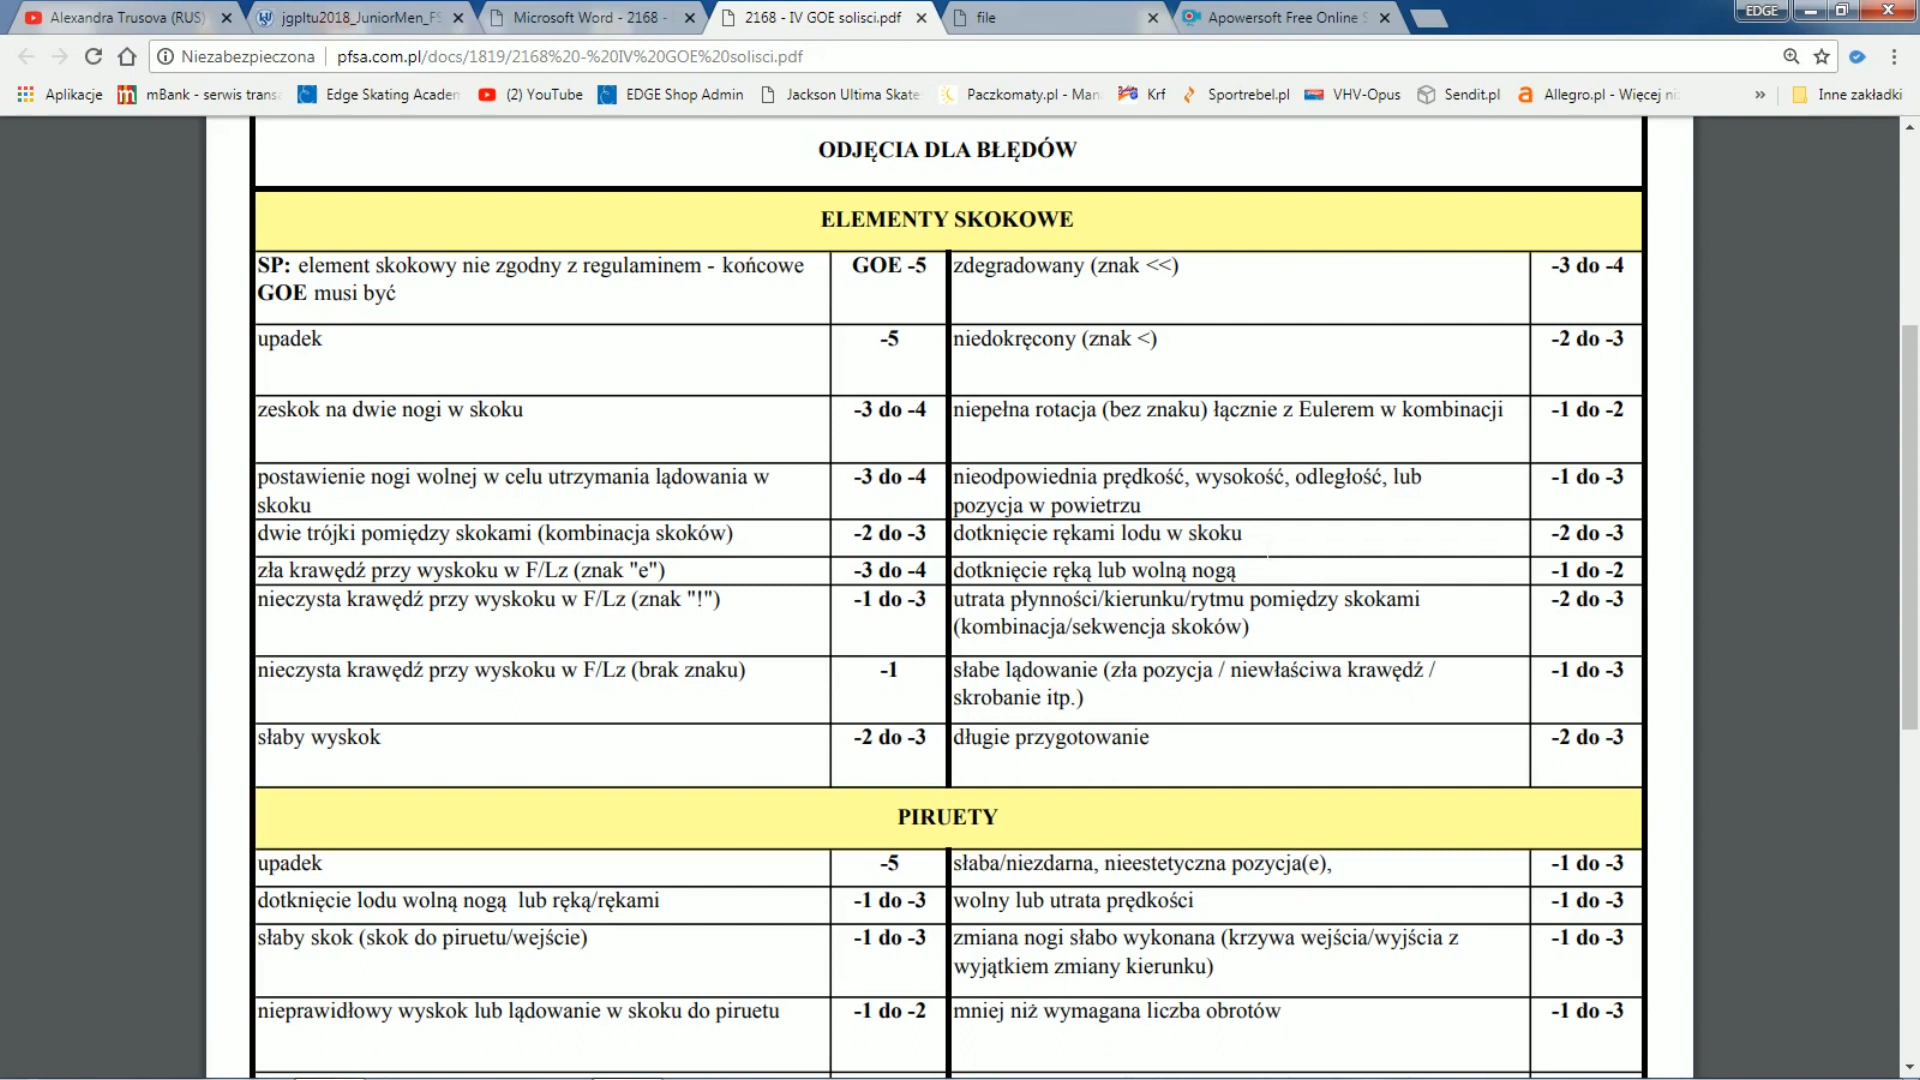 Alexandra Trusova (RUS)
jgpltu2018_JuniorMen_FS
Microsoft Word - 2168 -
2168 - IV GOE solisci.pdf
file
Apowersoft Free Online S
EDGE
Niezabezpieczona
pfsa.com.pl/docs/1819/2168%20-%20IV%20GOE%20solisci.pdf
Aplikacje
mBank - serwis trans
Edge Skating Academ
(2) YouTube
EDGE Shop Admin
Jackson Ultima Skate
Paczkomaty.pl - Man
Krf
Sportrebel.pl
VHV-Opus
Sendit.pl
Allegro.pl - Więcej ni
»
Inne zakładki
ODJĘCIA DLA BŁĘDÓW
ELEMENTY SKOKOWE
SP: element skokowy nie zgodny z regulaminem - końcowe
GOE musi być
GOE -5
zdegradowany (znak <<)
-3 do -4
upadek
-5
niedokręcony (znak <)
-2 do -3
zeskok na dwie nogi w skoku
-3 do -4
niepełna rotacja (bez znaku) łącznie z Eulerem w kombinacji
-1 do -2
postawienie nogi wolnej w celu utrzymania lądowania w
skoku
-3 do -4
nieodpowiednia prędkość, wysokość, odległość, lub
pozycja w powietrzu
-1 do -3
dwie trójki pomiędzy skokami (kombinacja skoków)
-2 do -3
dotknięcie rękami lodu w skoku
-2 do -3
zła krawędź przy wyskoku w F/Lz (znak "e")
-3 do -4
dotknięcie ręką lub wolną nogą
-1 do -2
nieczysta krawędź przy wyskoku w F/Lz (znak "!")
-1 do -3
utrata płynności/kierunku/rytmu pomiędzy skokami
(kombinacja/sekwencja skoków)
-2 do -3
nieczysta krawędź przy wyskoku w F/Lz (brak znaku)
-1
słabe lądowanie (zła pozycja / niewłaściwa krawędź /
skrobanie itp.)
-1 do -3
słaby wyskok
-2 do -3
długie przygotowanie
-2 do -3
PIRUETY
upadek
-5
słaba/niezdarna, nieestetyczna pozycja(e),
-1 do -3
dotknięcie lodu wolną nogą lub ręką/rękami
-1 do -3
wolny lub utrata prędkości
-1 do -3
słaby skok (skok do piruetu/wejście)
-1 do -3
zmiana nogi słabo wykonana (krzywa wejścia/wyjścia z
wyjątkiem zmiany kierunku)
-1 do -3
nieprawidłowy wyskok lub lądowanie w skoku do piruetu
-1 do -2
mniej niż wymagana liczba obrotów
-1 do -3